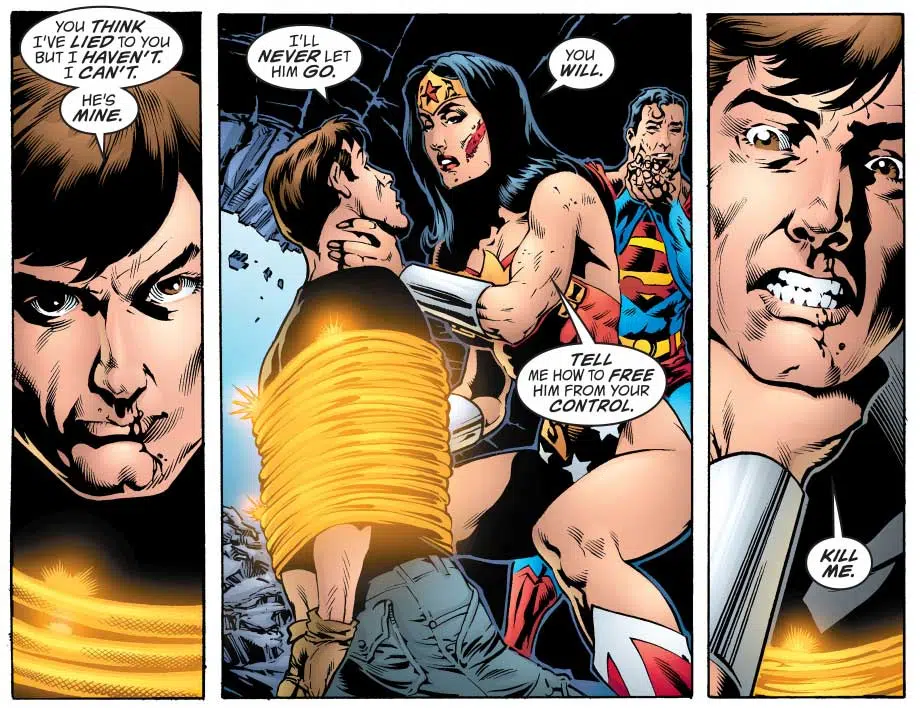 YOU THINK
I'VE LIED TO YOU
BUT I HAVEN'T.
I CAN'T.
HE'S
MINE.
I'LL
NEVER LET
HIM GO.
YOU
WILL.
TELL
ME HOW TO FREE
HIM FROM YOUR
CONTROL.
KILL
ME.